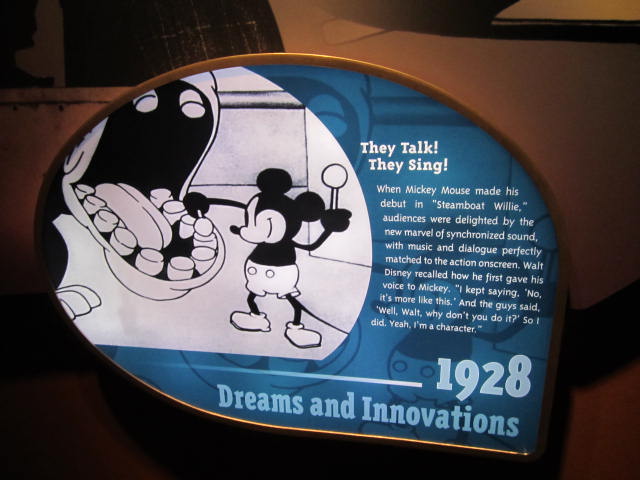 They Talk!
They Sing!
When Mickey Mouse made his
debut in "Steamboat Willie,"
audiences were delighted by the
new marvel of synchronized sound,
with music and dialogue perfectly
matched to the action onscreen. Walt
Disney recalled how he first gave his
voice to Mickey. "I kept saying, 'No,
it's more like this.' And the guys said,
'Well, Walt, why don't you do it?' So I
did. Yeah, I'm a character."
1928
Dreams and Innovations